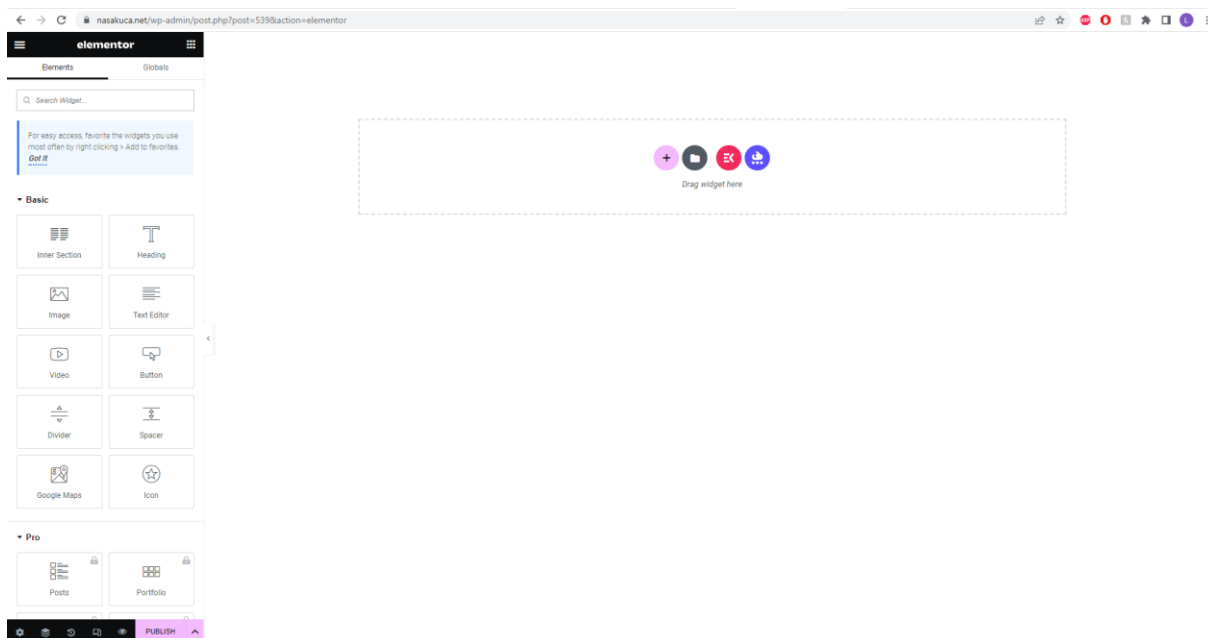 nasakuca.net/wp-admin/post.php?post=539&action=elementor
ABP
L
elementor
Elements
Globals
Search Widget...
For easy access, favorite the widgets you use
most often by right clicking > Add to favorites.
Got It
Basic
Inner Section
Heading
Image
Text Editor
Video
Button
Divider
Spacer
Google Maps
Icon
Pro
Posts
Portfolio
PUBLISH
EK
Drag widget here